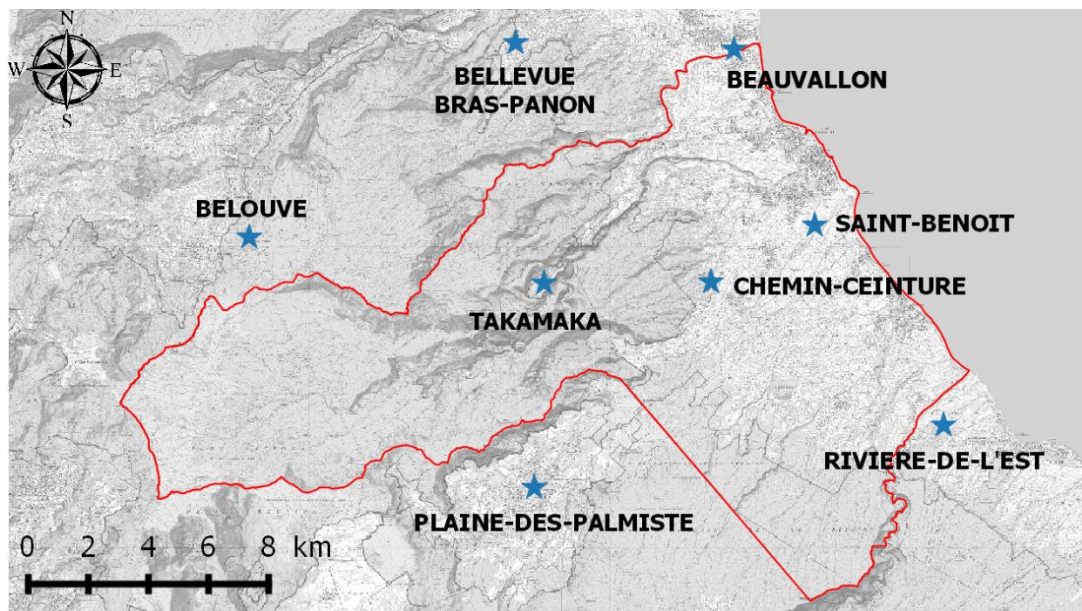 N
W E
S
BELLEVUE
BRAS-PANON
BEAUVALLON
BELOUVE
SAINT-BENOIT
CHEMIN-CEINTURE
TAKAMAKA
RIVIERE-DE-L'EST
PLAINE-DES-PALMISTE
0 2 4 6 8 km